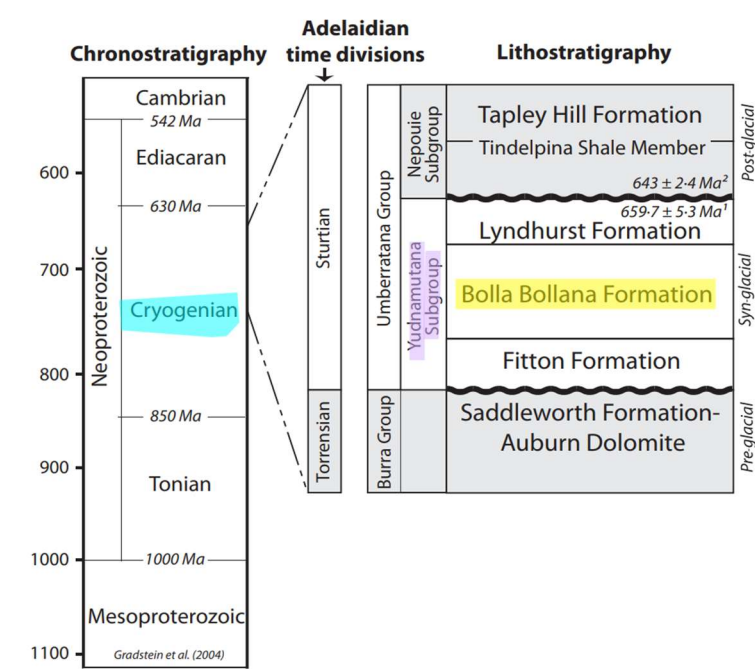 Chronostratigraphy
Adelaidian
time divisions
Lithostratigraphy
Cambrian
542 Ma
Ediacaran
600
630 Ma
700
Neoproterozoic
Cryogenian
800
850 Ma
900
Tonian
1000
1000 Ma
Mesoproterozoic
1100
Gradstein et al. (2004)
Sturtian
Torrensian
Umberratana Group
Burra Group
Nepouie
Subgroup
Yudnamutana
Subgroup
Tapley Hill Formation
Tindelpina Shale Member
643 ± 2·4 Ma²
659·7 ± 5·3 Ma¹
Lyndhurst Formation
Bolla Bollana Formation
Fitton Formation
Saddleworth Formation-
Auburn Dolomite
Post-glacial
Syn-glacial
Pre-glacial